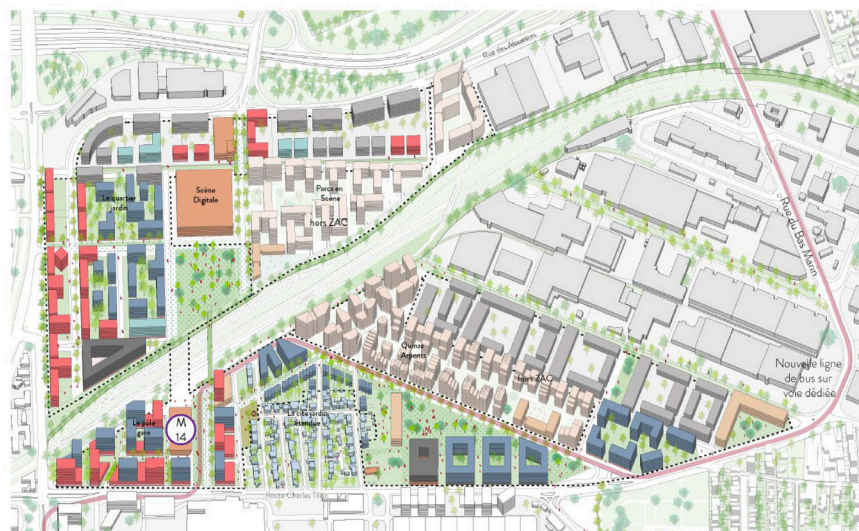 Rue des Alouettes
Le quartier
jardin
Scène
Digitale
Parcs en
Scène
hors ZAC
Rue du Bas Marin
Quinze
Arpents
hors ZAC
Nouvelle ligne
de bus sur
voie dédiée
Le pôle
gare
M
14
La cité jardin
étendue
Route Charles Tillon